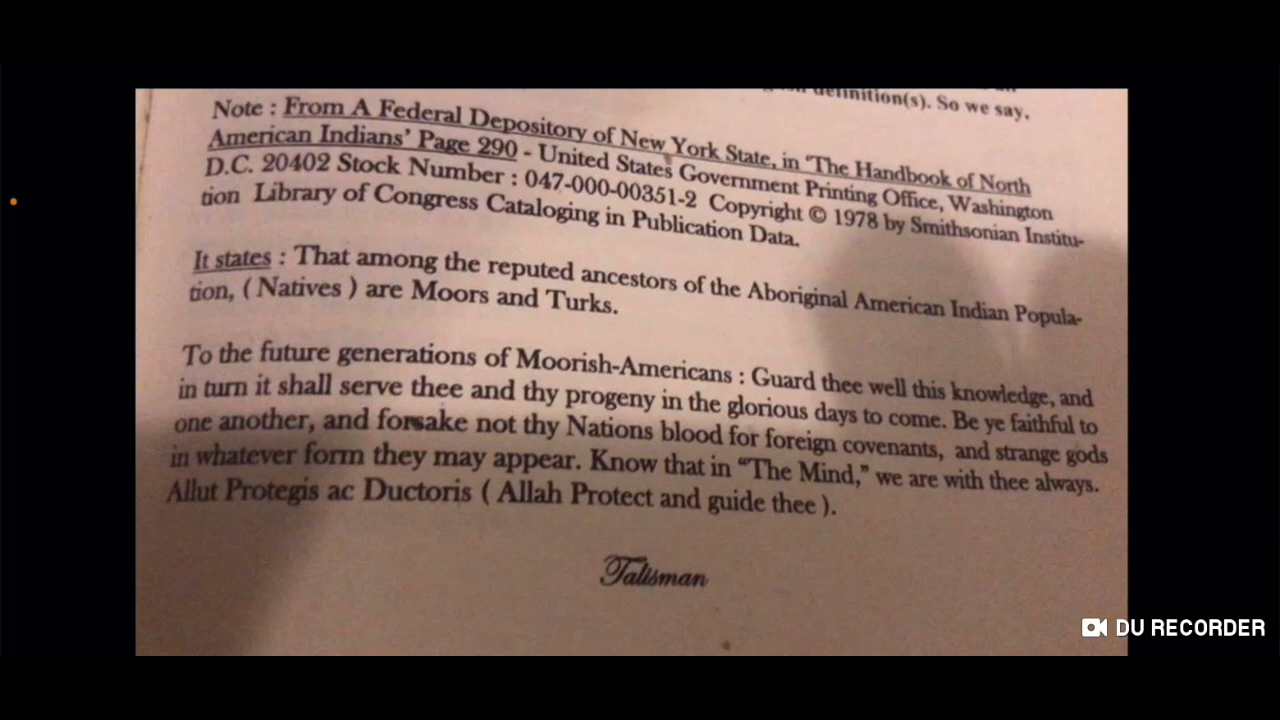 definition(s). So we say,
Note : From A Federal Depository of New York State, in 'The Handbook of North
American Indians' Page 290 - United States Government Printing Office, Washington
D.C. 20402 Stock Number : 047-000-00351-2 Copyright © 1978 by Smithsonian Institu-
tion Library of Congress Cataloging in Publication Data.
It states : That among the reputed ancestors of the Aboriginal American Indian Popula-
tion, ( Natives ) are Moors and Turks.
To the future generations of Moorish-Americans : Guard thee well this knowledge, and
in turn it shall serve thee and thy progeny in the glorious days to come. Be ye faithful to
one another, and forsake not thy Nations blood for foreign covenants, and strange gods
in whatever form they may appear. Know that in “The Mind,” we are with thee always.
Allut Protegis ac Ductoris ( Allah Protect and guide thee ).
Talisman
DU RECORDER